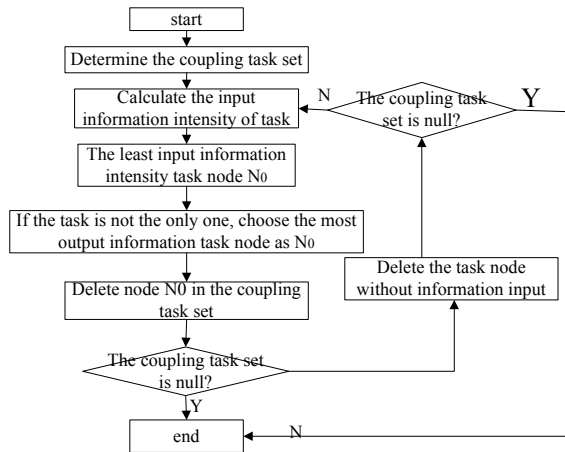 start
Determine the coupling task set
Calculate the input
information intensity of task
The least input information
intensity task node N0
If the task is not the only one, choose the most
output information task node as N0
Delete node N0 in the coupling
task set
The coupling task set
is null?
Y
end
N
The coupling task
set is null?
Y
Delete the task node
without information input
N